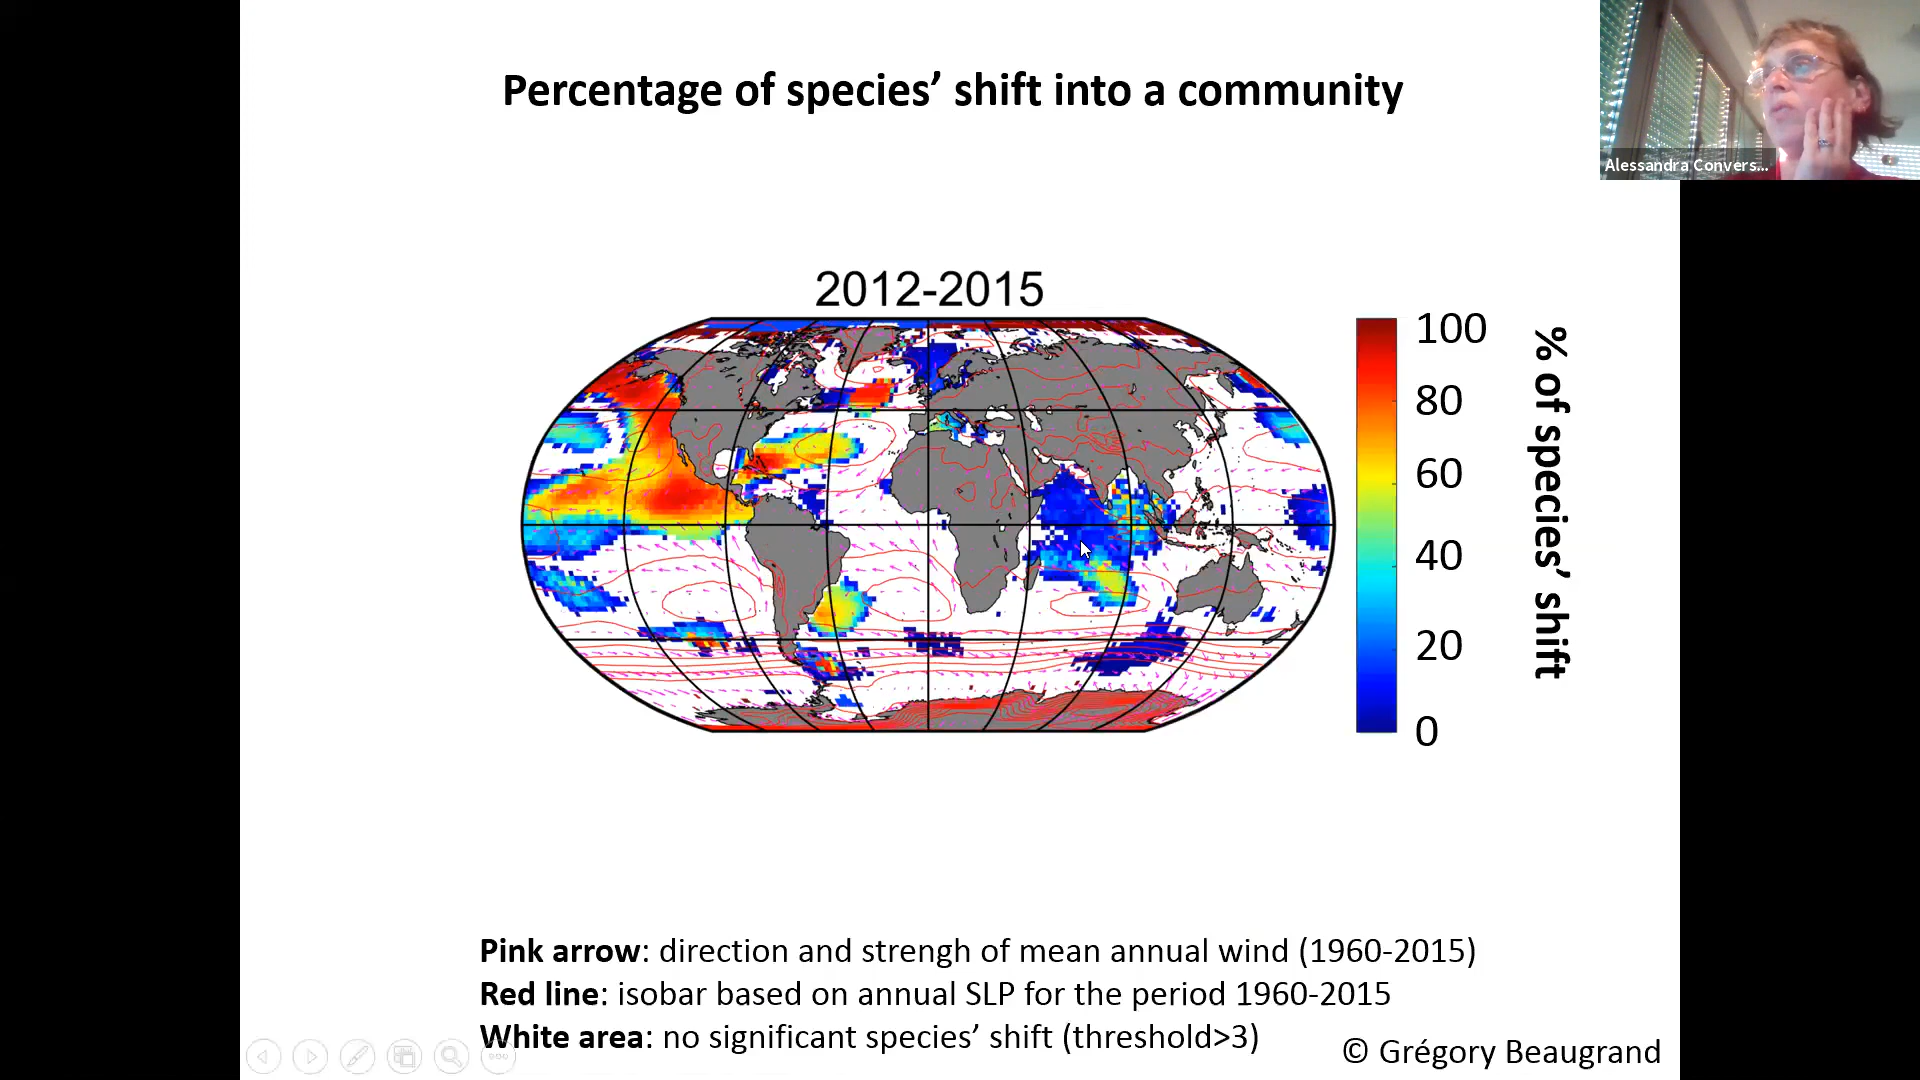 Percentage of species’ shift into a community
Alessandra Convers...
2012-2015
100
80
60
40
20
0
% of species’ shift
Pink arrow: direction and strengh of mean annual wind (1960-2015)
Red line: isobar based on annual SLP for the period 1960-2015
White area: no significant species’ shift (threshold>3)
© Grégory Beaugrand